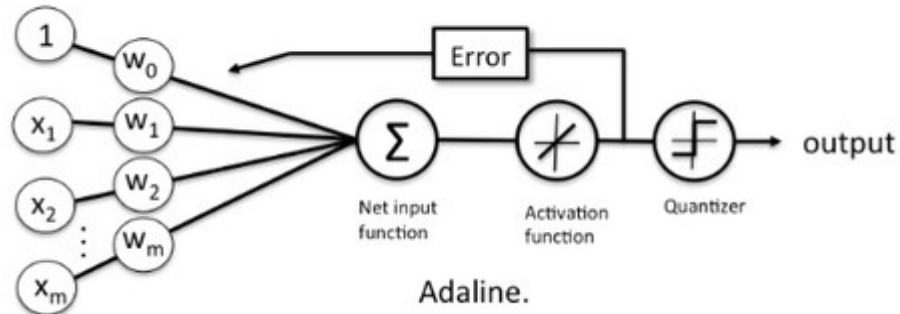 1
w0
Error
x1
w1
Σ
output
x2
w2
Net input
function
Activation
function
Quantizer
⋮
wm
xm
Adaline.